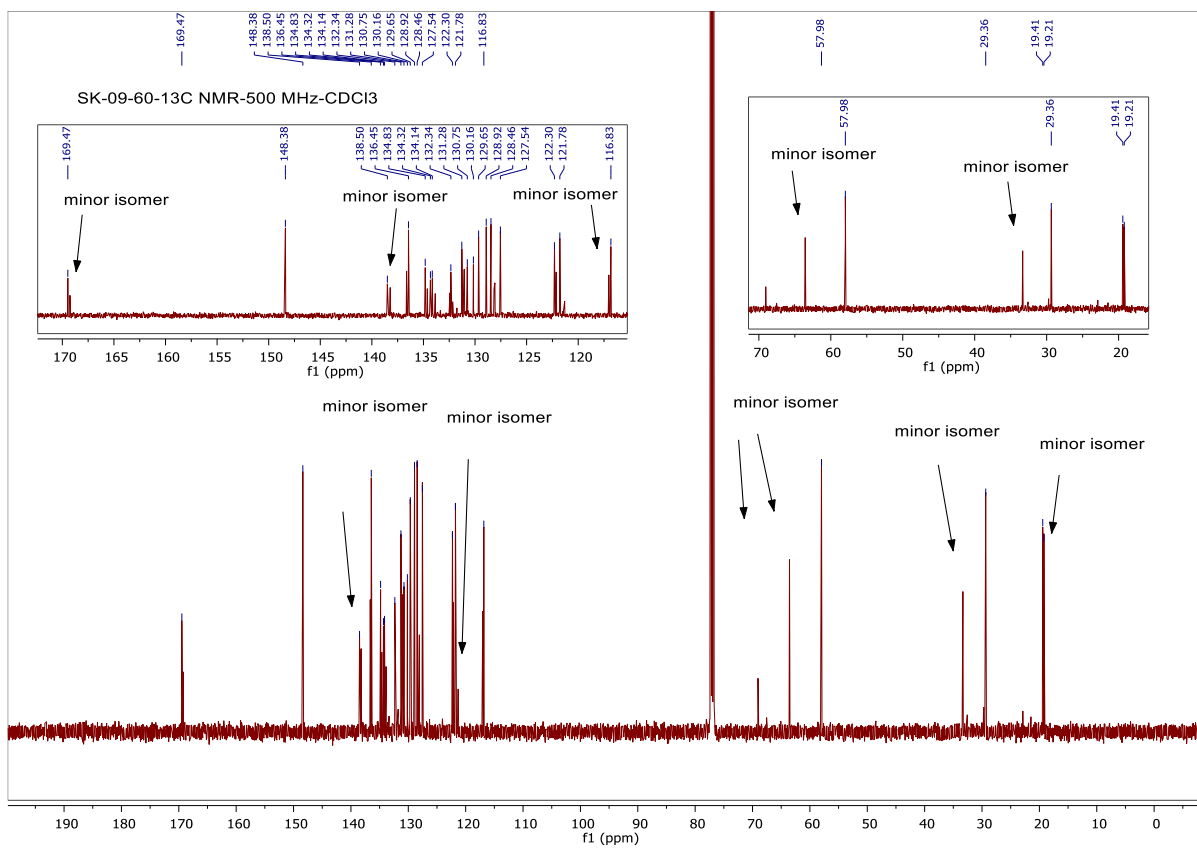 169.47
148.38
138.50
136.45
134.83
134.32
134.14
132.34
131.28
130.75
130.16
129.65
128.92
128.46
127.54
122.30
121.78
116.83
57.98
29.36
19.41
19.21
SK-09-60-13C NMR-500 MHz-CDCl3
169.47
148.38
138.50
136.45
134.83
134.32
134.14
132.34
131.28
130.75
130.16
129.65
128.92
128.46
127.54
122.30
121.78
116.83
minor isomer
minor isomer
minor isomer
170 165 160 155 150 145 140 135 130 125 120
f1 (ppm)
57.98
29.36
19.41
19.21
minor isomer
minor isomer
70 60 50 40 30 20
f1 (ppm)
minor isomer
minor isomer
minor isomer
minor isomer
minor isomer
190 180 170 160 150 140 130 120 110 100 90 80 70 60 50 40 30 20 10 0
f1 (ppm)